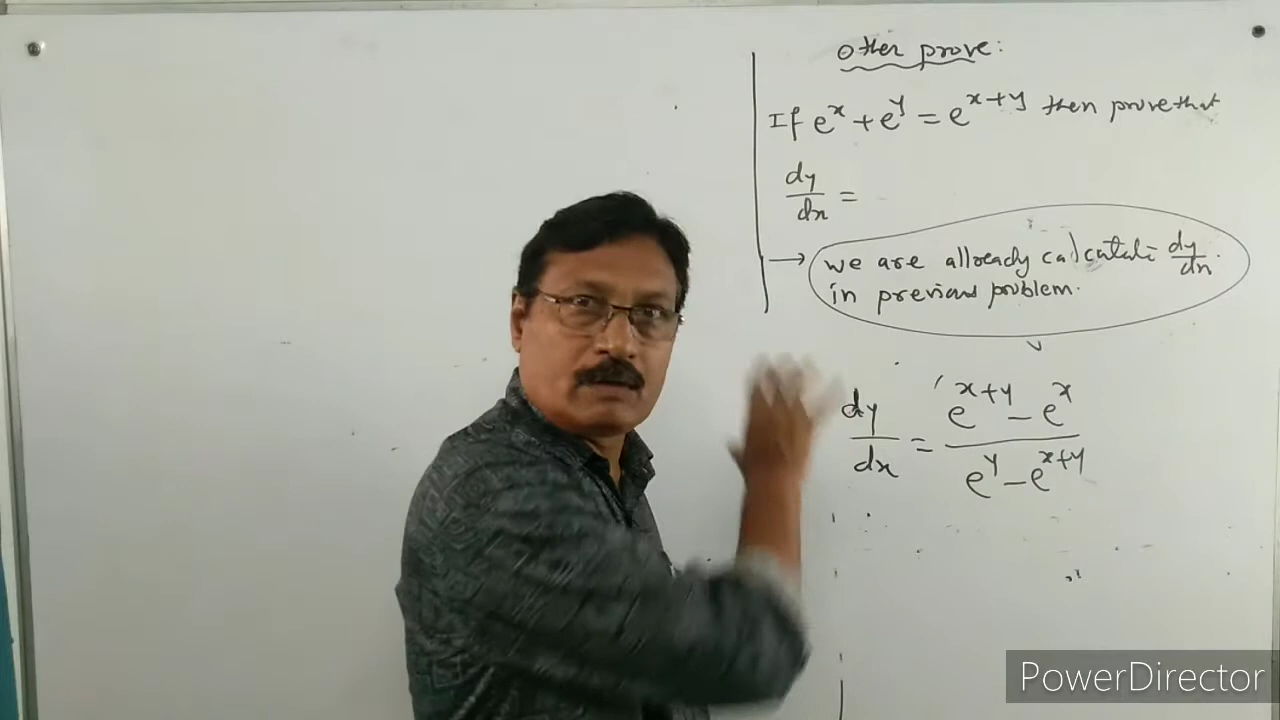 other prove:
If e^x + e^y = e^x+y then prove that
dy/dx =
→ we are allready calculate dy/dx.
in previous problem.
dy/dx = e^x+y - e^x / e^y - e^x+y
PowerDirector